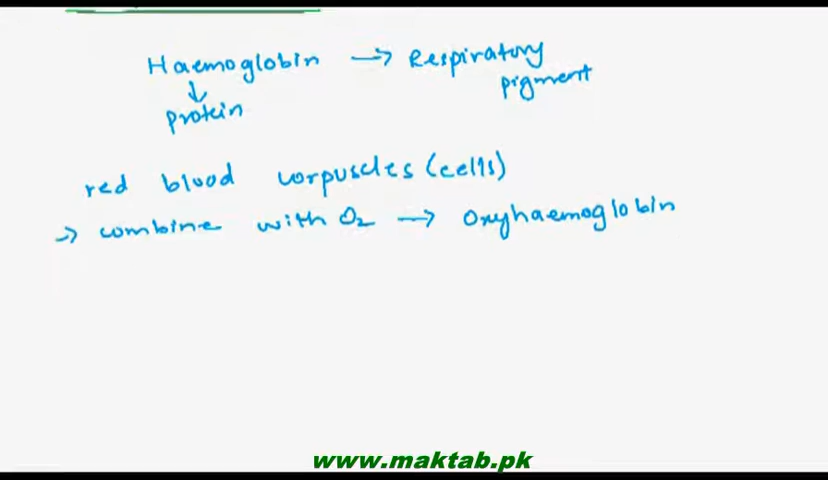 Haemoglobin → Respiratory
pigment
↓
protein
red blood corpuscles (cells)
→ combine with O₂ → Oxyhaemoglobin
www.maktab.pk